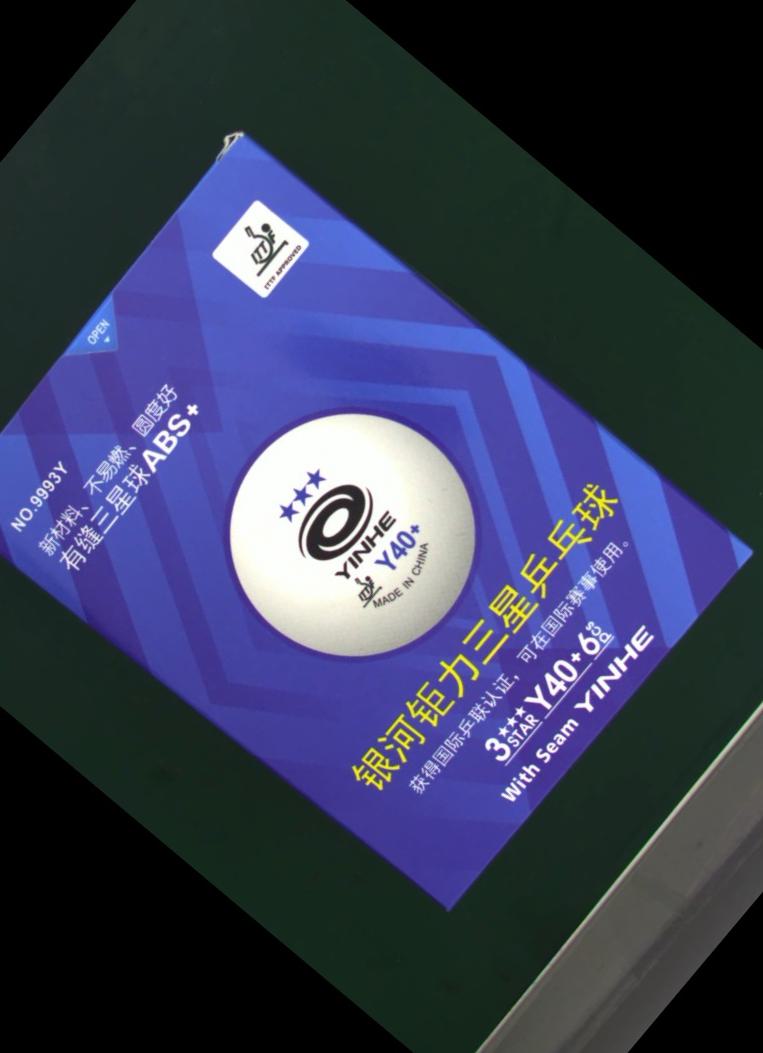 ITTF
ITTF APPROVED
OPEN
NO.9993Y
新材料、不易燃、圆度好
有缝三星球ABS+
YINHE
Y40+
ITTF
MADE IN CHINA
银河钜力三星乒乓球
获得国际乒联认证，可在国际赛事使用。
3★★★ STAR Y40+ 6PCS
With Seam YINHE